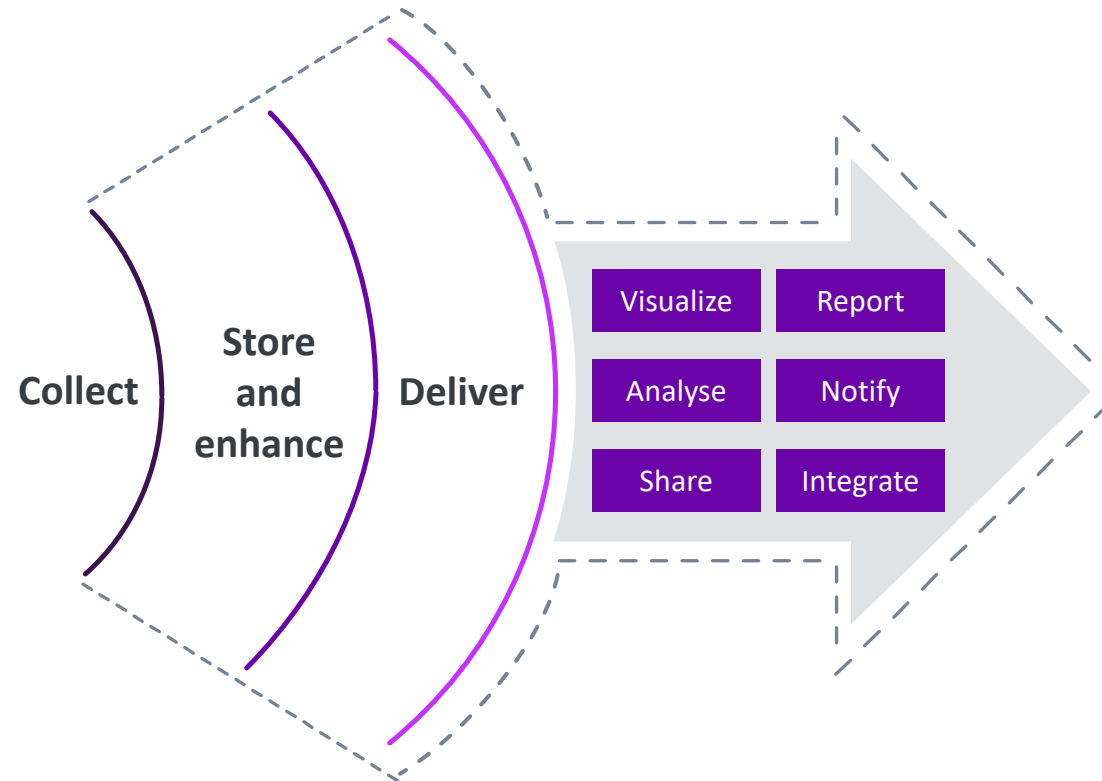 Collect
Store
and
enhance
Deliver
Visualize
Report
Analyse
Notify
Share
Integrate